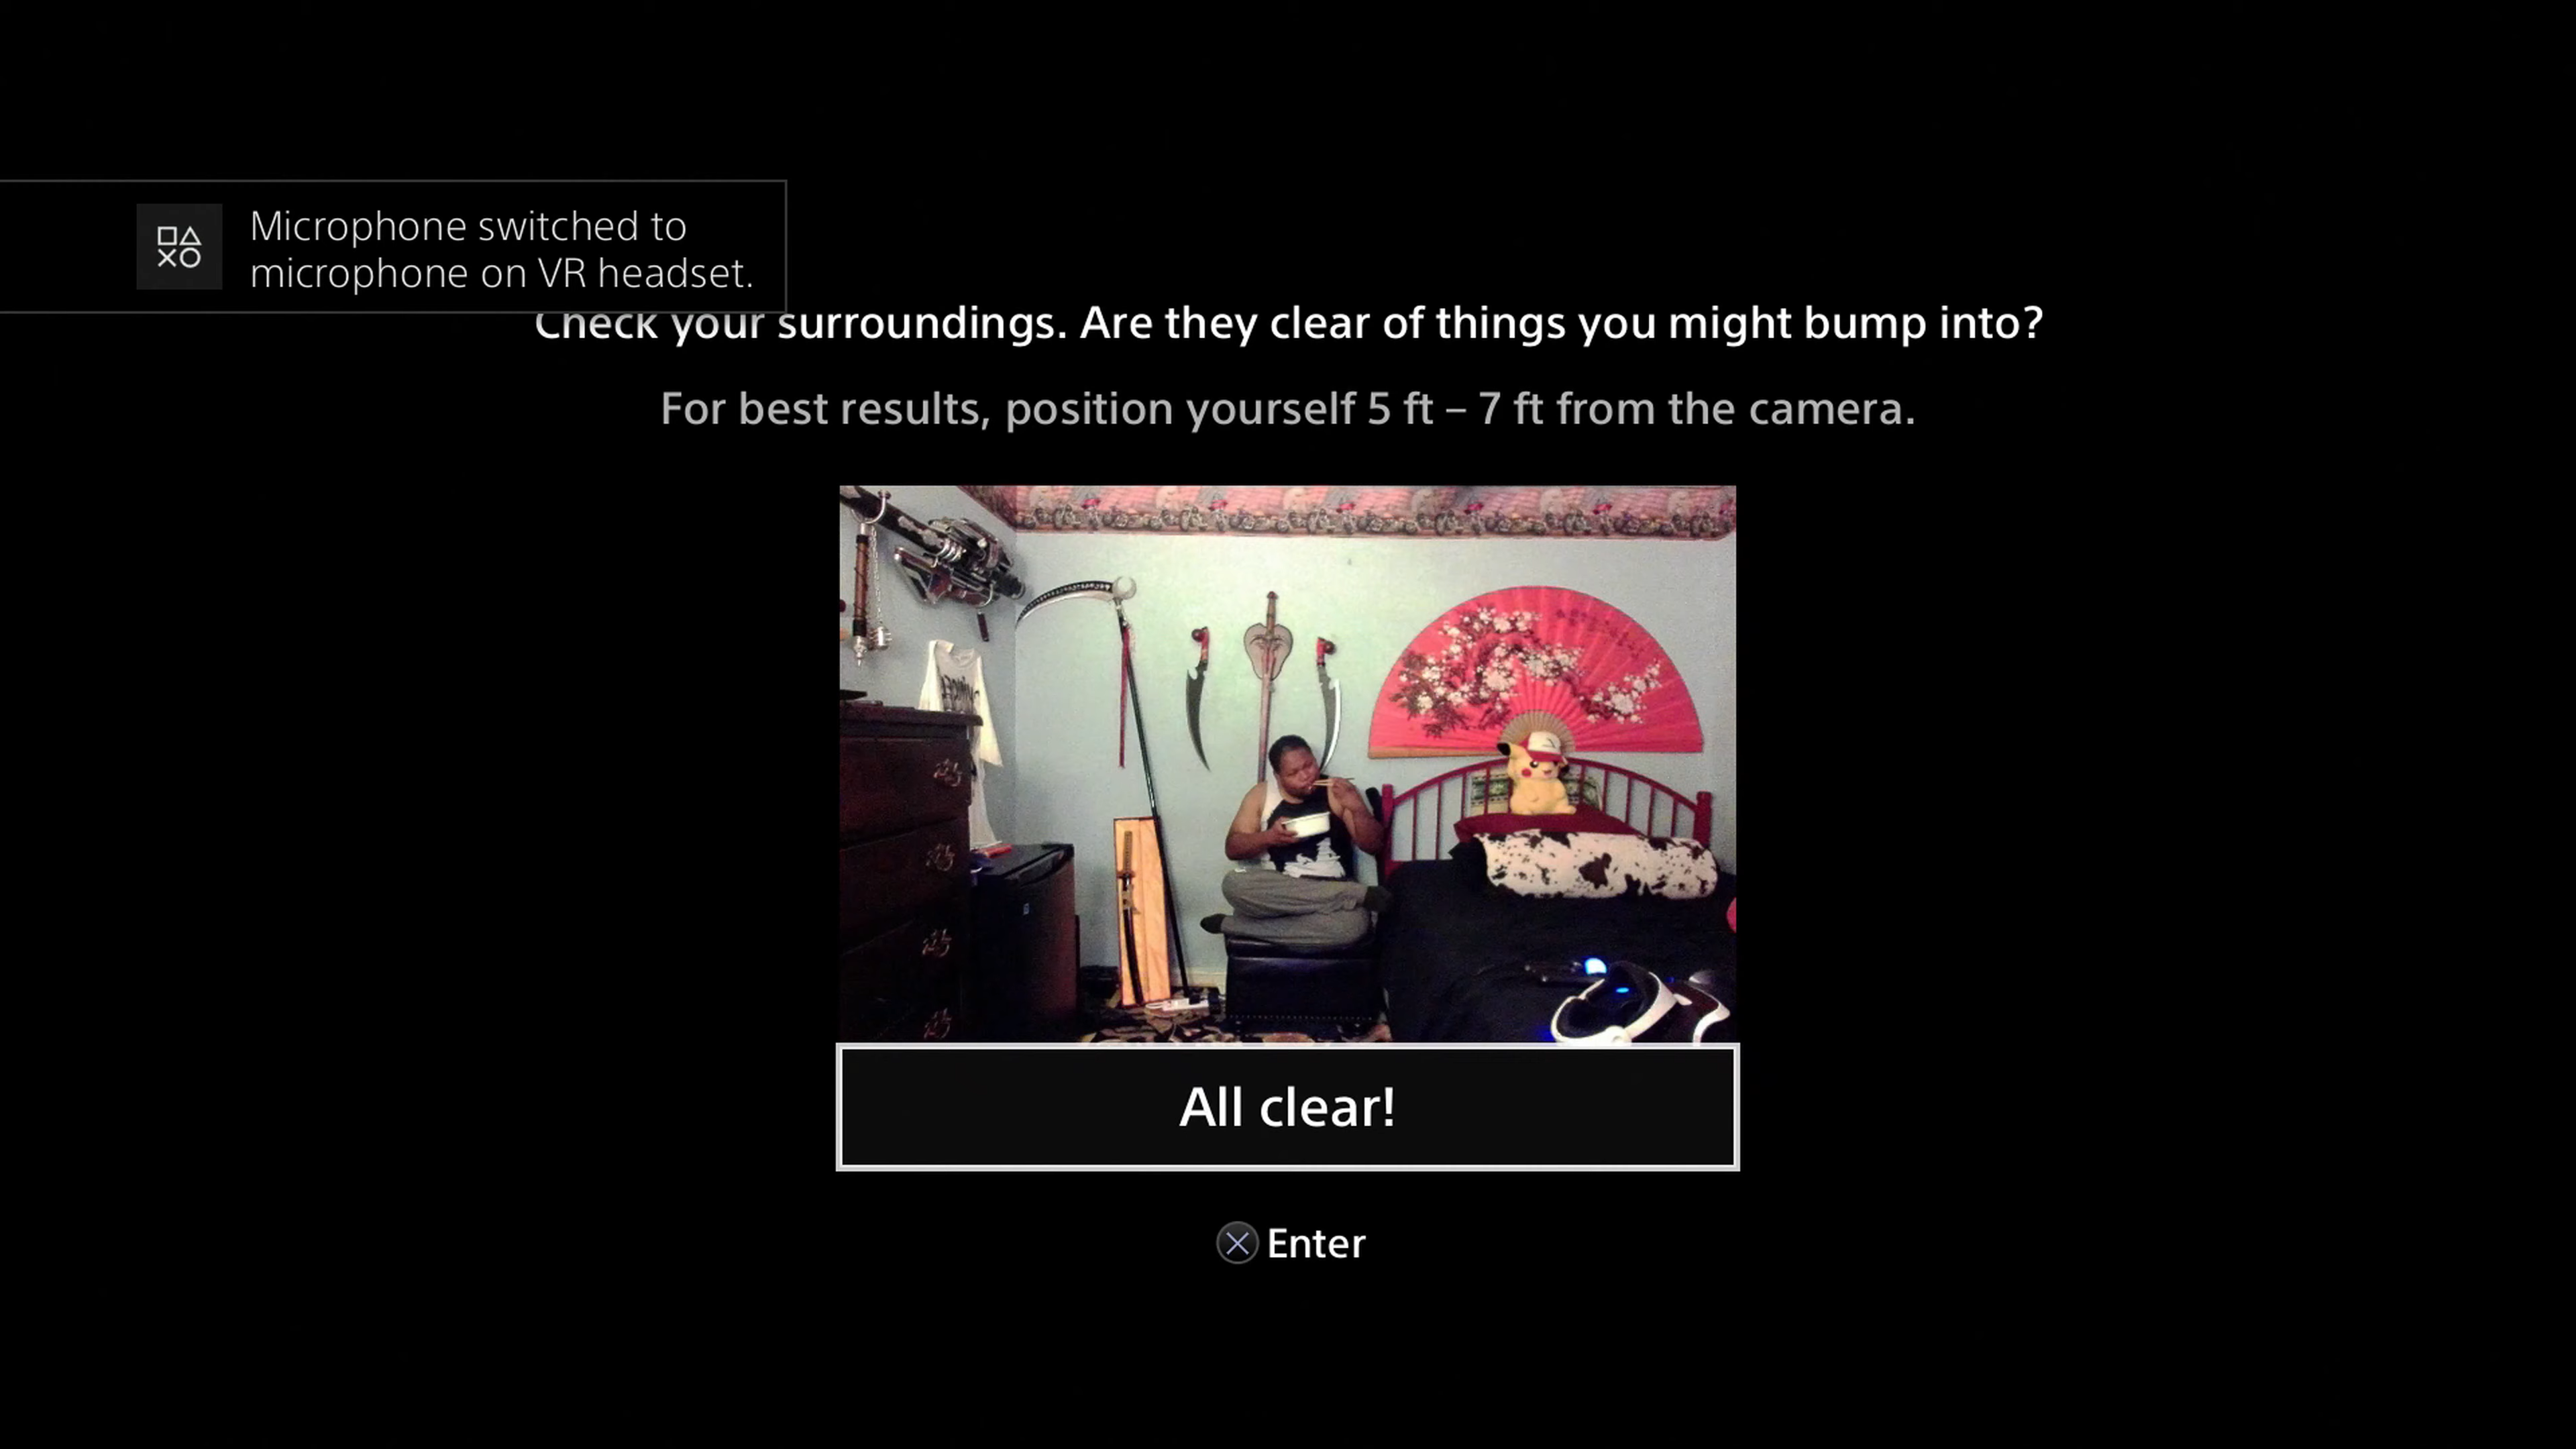 Microphone switched to
microphone on VR headset.
Check your surroundings. Are they clear of things you might bump into?
For best results, position yourself 5 ft – 7 ft from the camera.
All clear!
Enter